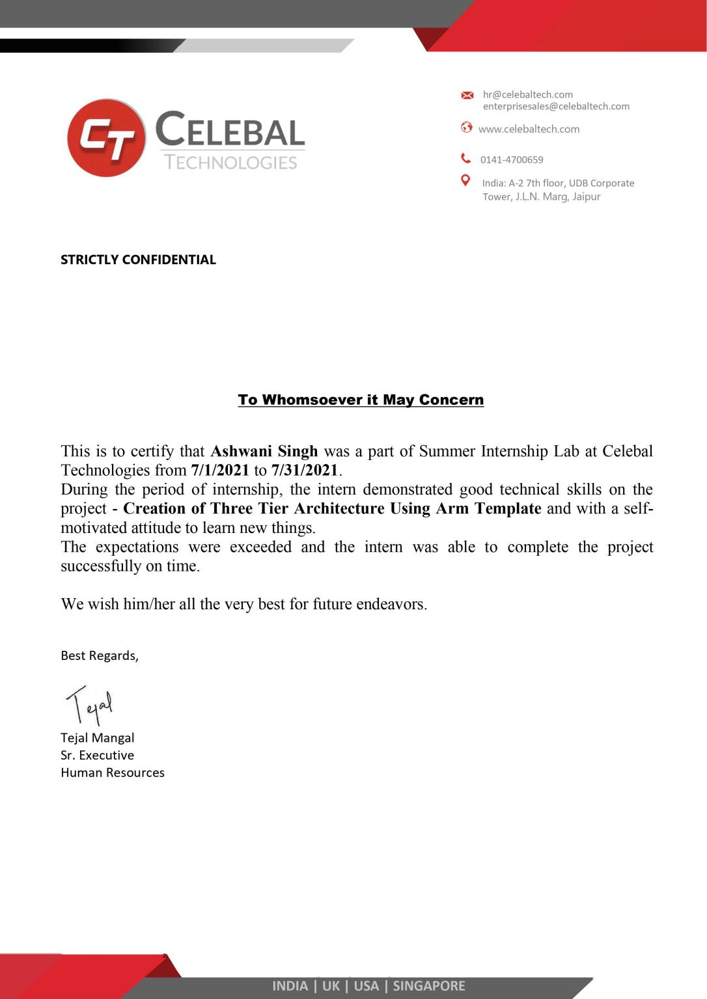 CT
CELEBAL
TECHNOLOGIES
hr@celebaltech.com
enterprisesales@celebaltech.com
www.celebaltech.com
0141-4700659
India: A-2 7th floor, UDB Corporate
Tower, J.L.N. Marg, Jaipur
STRICTLY CONFIDENTIAL
To Whomsoever it May Concern
This is to certify that Ashwani Singh was a part of Summer Internship Lab at Celebal
Technologies from 7/1/2021 to 7/31/2021.
During the period of internship, the intern demonstrated good technical skills on the
project - Creation of Three Tier Architecture Using Arm Template and with a self-
motivated attitude to learn new things.
The expectations were exceeded and the intern was able to complete the project
successfully on time.
We wish him/her all the very best for future endeavors.
Best Regards,
Tejal
Tejal Mangal
Sr. Executive
Human Resources
INDIA | UK | USA | SINGAPORE